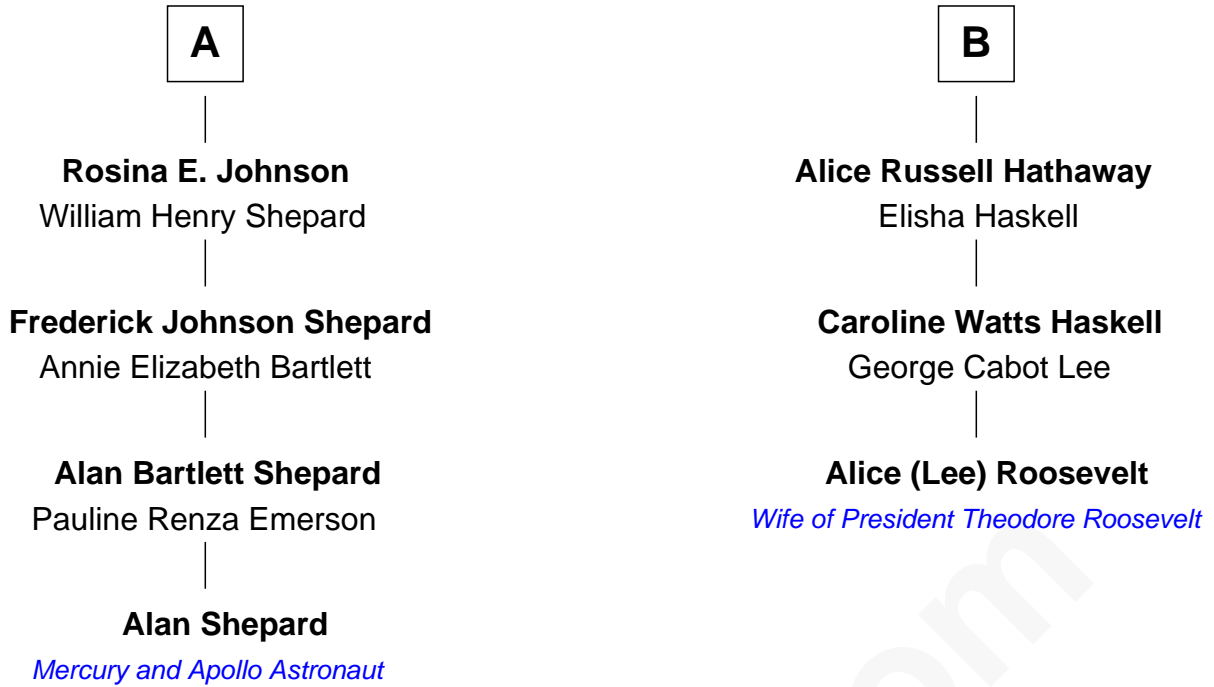 A
Rosina E. Johnson
William Henry Shepard
Frederick Johnson Shepard
Annie Elizabeth Bartlett
Alan Bartlett Shepard
Pauline Renza Emerson
Alan Shepard
Mercury and Apollo Astronaut
B
Alice Russell Hathaway
Elisha Haskell
Caroline Watts Haskell
George Cabot Lee
Alice (Lee) Roosevelt
Wife of President Theodore Roosevelt
om